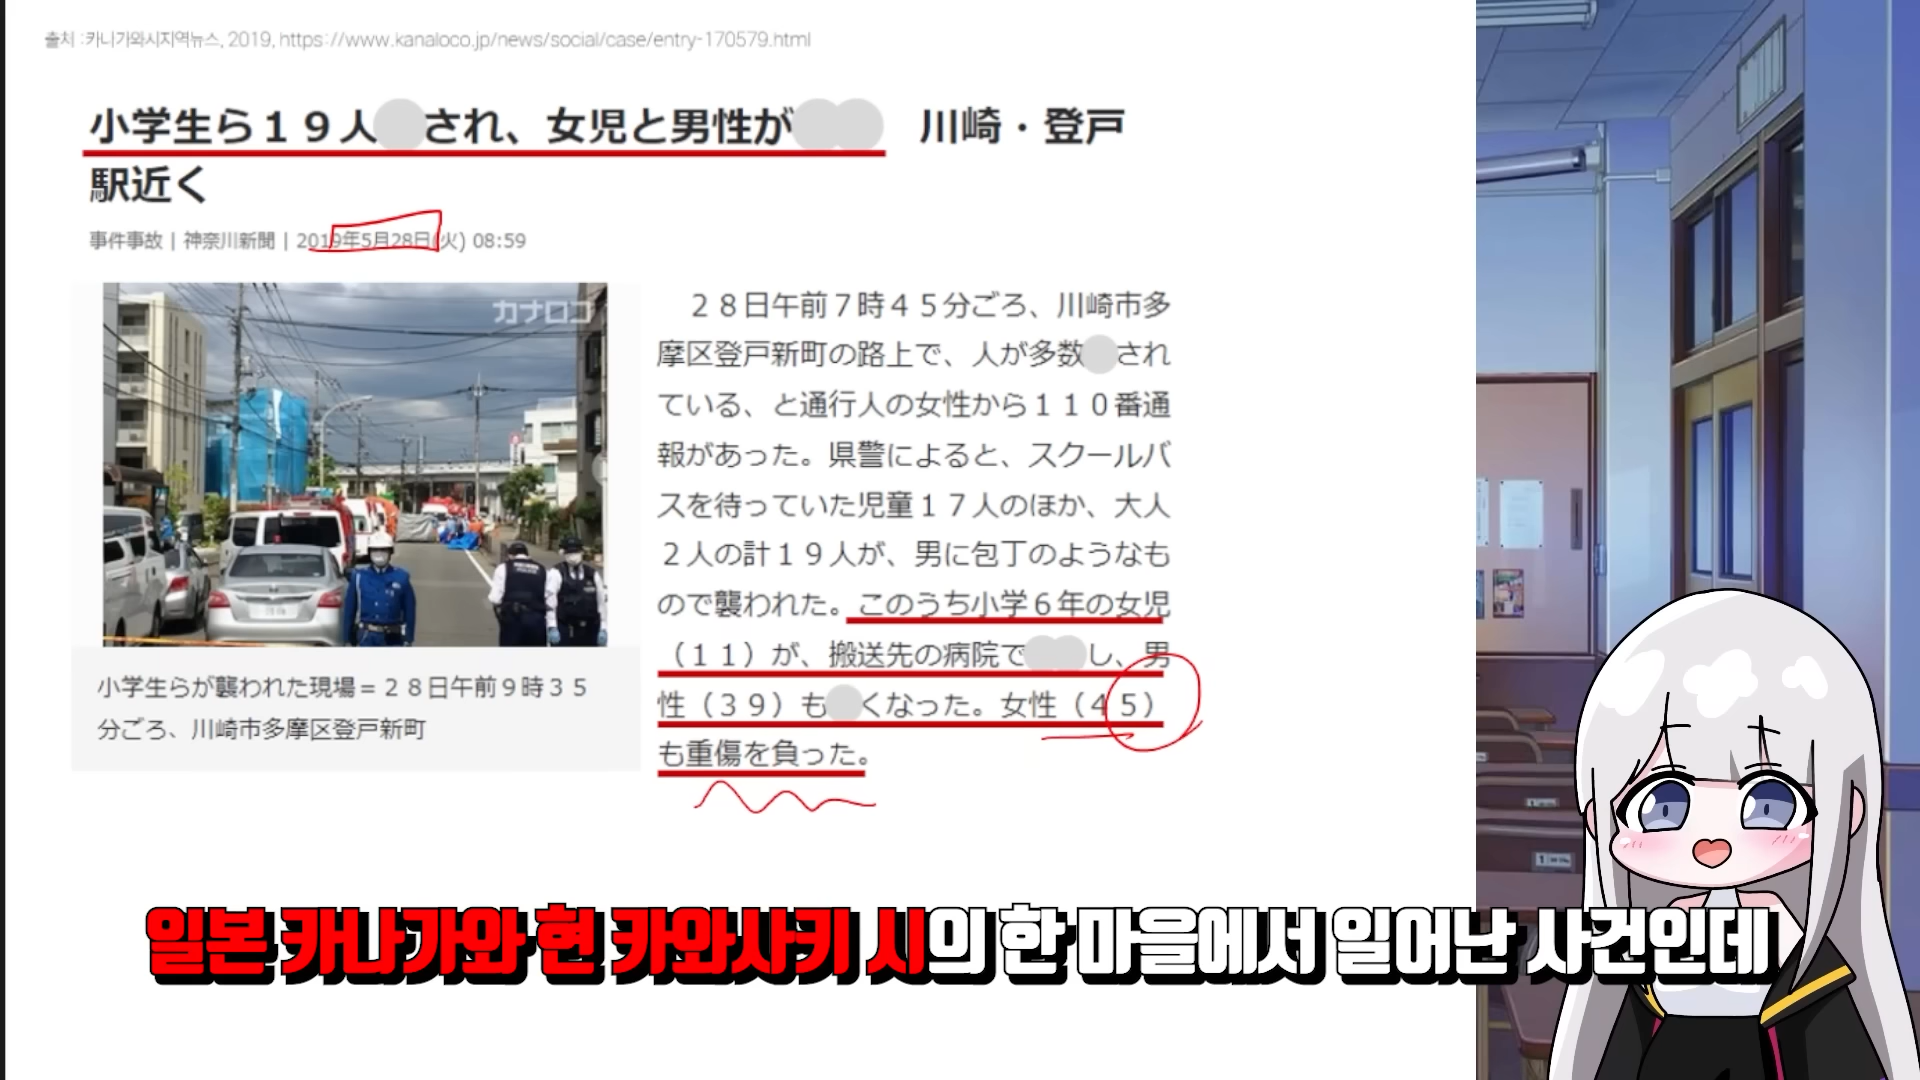 출처 :카니가와시지역뉴스, 2019, https://www.kanaloco.jp/news/social/case/entry-170579.html
小学生ら１９人 され、女児と男性が 川崎・登戸
駅近く
事件事故 | 神奈川新聞 | 2019年5月28日(火) 08:59
カナロコ
２８日午前７時４５分ごろ、川崎市多
摩区登戸新町の路上で、人が多数 され
ている、と通行人の女性から１１０番通
報があった。県警によると、スクールバ
スを待っていた児童１７人のほか、大人
２人の計１９人が、男に包丁のようなも
ので襲われた。このうち小学６年の女児
（１１）が、搬送先の病院で し、男
性（３９）も くなった。女性（４５）
も重傷を負った。
小学生らが襲われた現場＝２８日午前９時３５
分ごろ、川崎市多摩区登戸新町
일본 카나가와 현 카와사키 시의 한 마을에서 일어난 사건인데